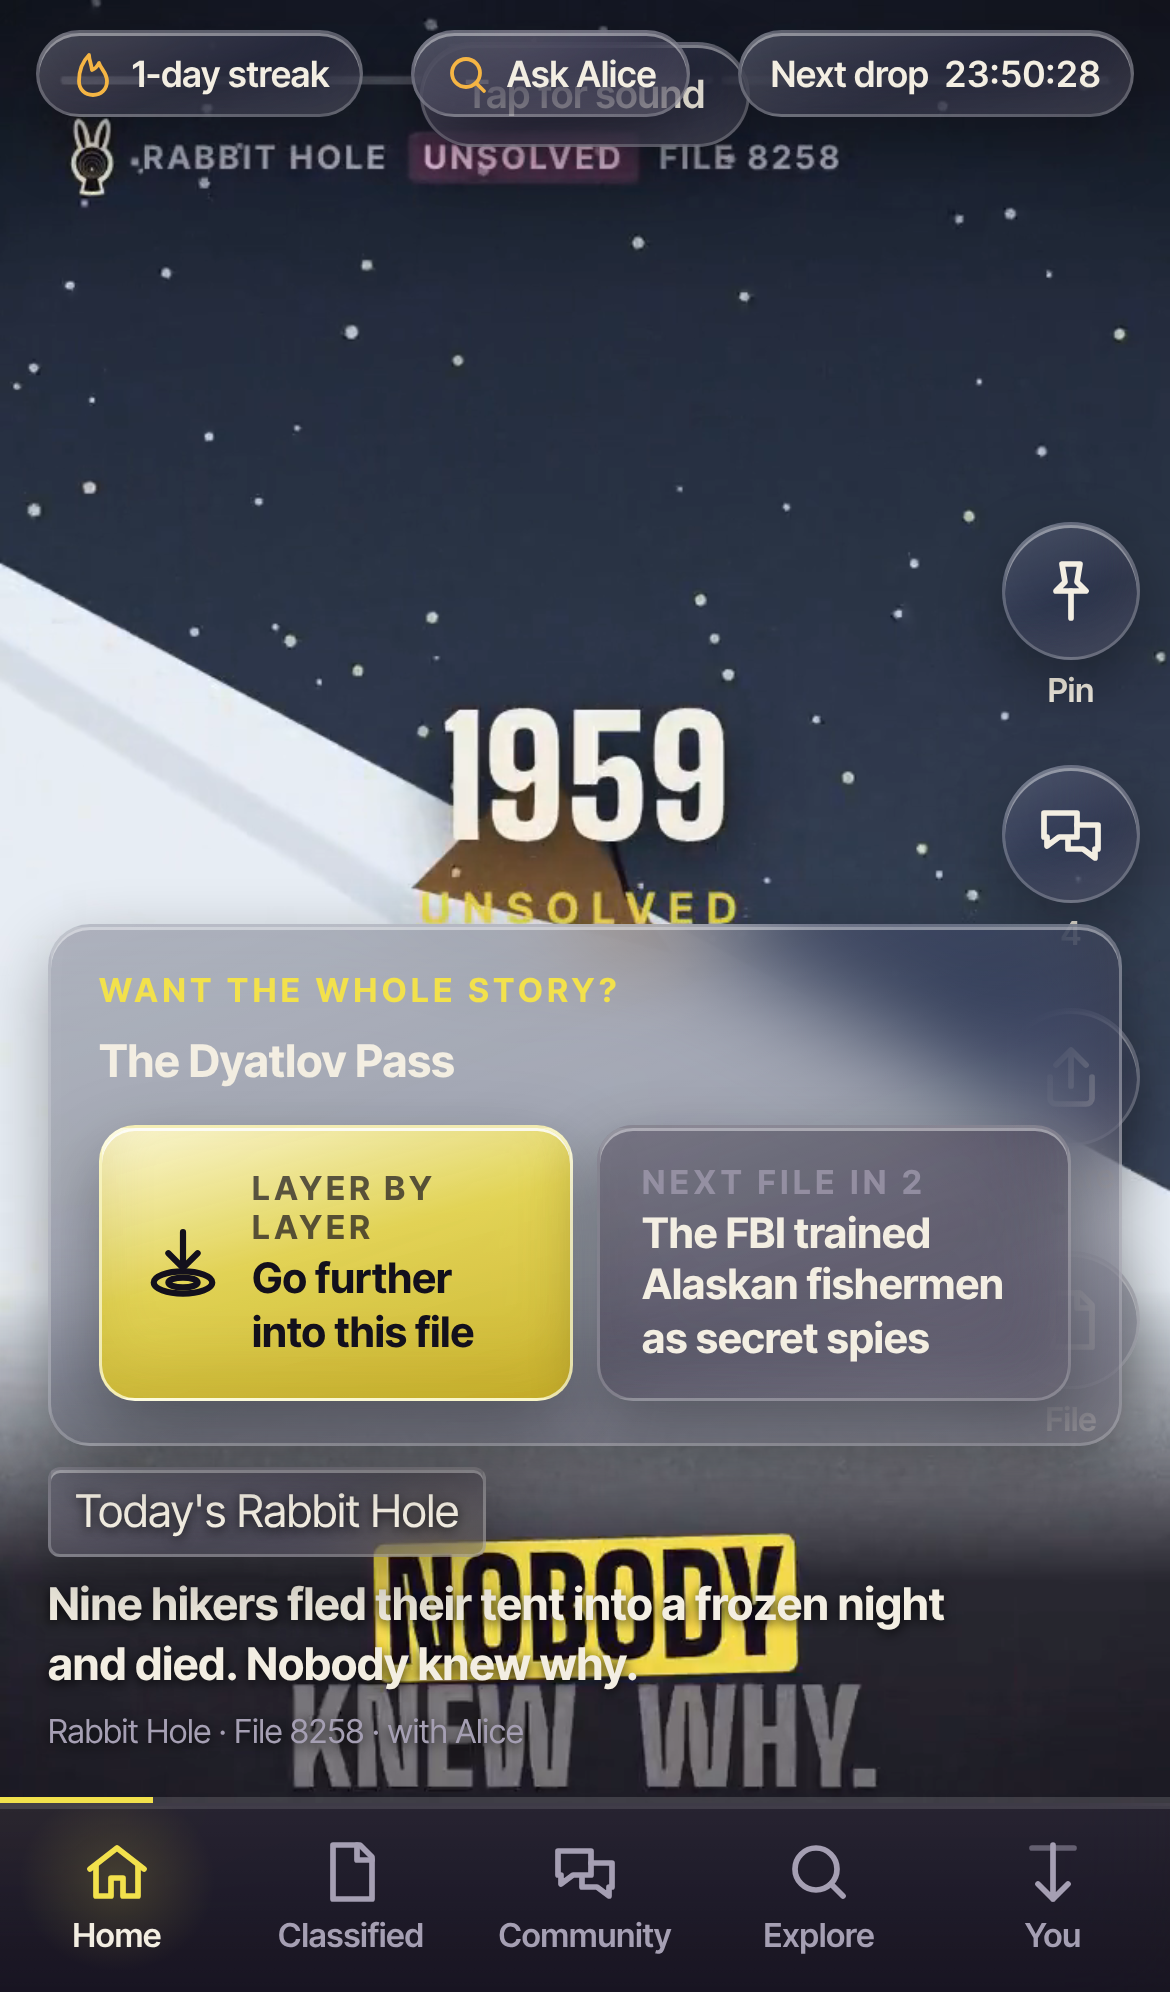 1-day streak
Ask Alice
Next drop 23:50:28
Tap for sound
RABBIT HOLE UNSOLVED FILE 8258
Pin
1959
UNSOLVED
4
WANT THE WHOLE STORY?
The Dyatlov Pass
LAYER BY
LAYER
Go further
into this file
NEXT FILE IN 2
The FBI trained
Alaskan fishermen
as secret spies
File
Today's Rabbit Hole
NOBODY
Nine hikers fled their tent into a frozen night
and died. Nobody knew why.
KNEW WHY.
Rabbit Hole · File 8258 · with Alice
Home
Classified
Community
Explore
You